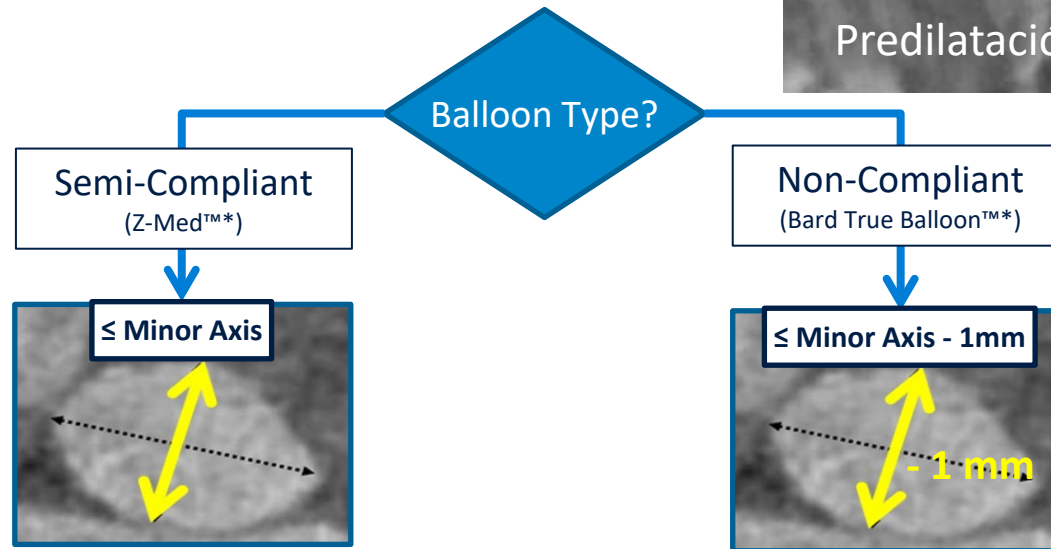 Predilatació
Balloon Type?
Semi-Compliant
(Z-Med™*)
Non-Compliant
(Bard True Balloon™*)
≤ Minor Axis
≤ Minor Axis - 1mm
- 1 mm